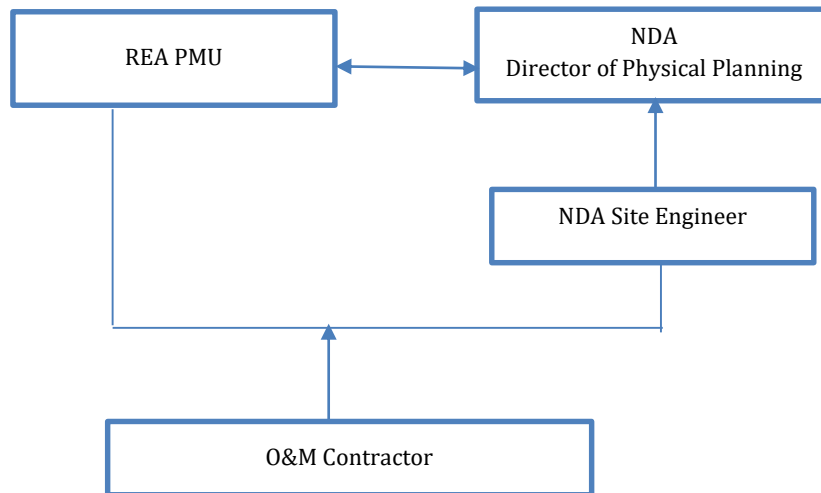 REA PMU
NDA
Director of Physical Planning
NDA Site Engineer
O&M Contractor